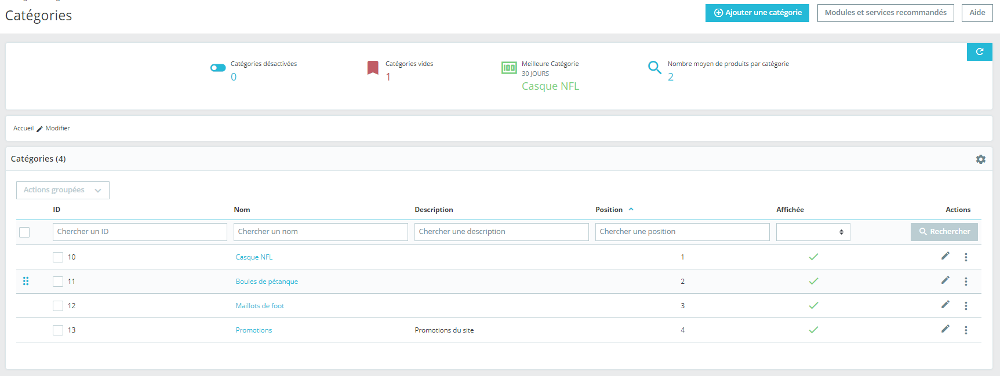 Catégories
Ajouter une catégorie
Modules et services recommandés
Aide
Catégories désactivées
0
Catégories vides
1
Meilleure Catégorie
30 JOURS
Casque NFL
Nombre moyen de produits par catégorie
2
Accueil Modifier
Catégories (4)
Actions groupées
ID Nom Description Position Affichée Actions
Chercher un ID Chercher un nom Chercher une description Chercher une position Rechercher
10 Casque NFL 1
11 Boules de pétanque 2
12 Maillots de foot 3
13 Promotions Promotions du site 4